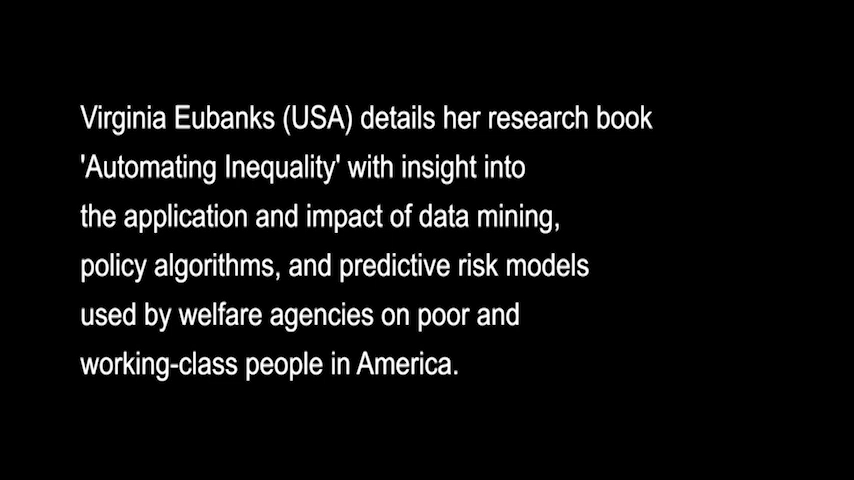 Virginia Eubanks (USA) details her research book
'Automating Inequality' with insight into
the application and impact of data mining,
policy algorithms, and predictive risk models
used by welfare agencies on poor and
working-class people in America.